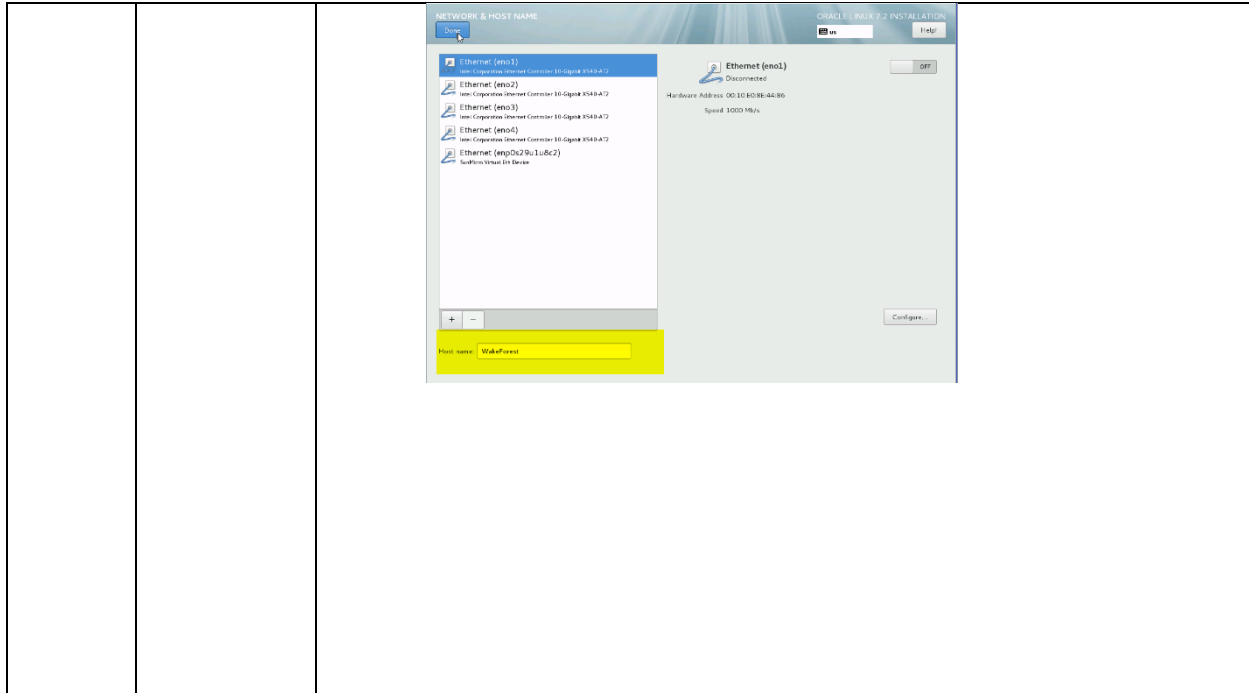 NETWORK & HOST NAME
ORACLE LINUX 7.2 INSTALLATION
Done
us
Help!
Ethernet (eno1)
Intel Corporation Ethernet Controller 10-Gigabit X540-AT2
Ethernet (eno2)
Intel Corporation Ethernet Controller 10-Gigabit X540-AT2
Ethernet (eno3)
Intel Corporation Ethernet Controller 10-Gigabit X540-AT2
Ethernet (eno4)
Intel Corporation Ethernet Controller 10-Gigabit X540-AT2
Ethernet (enp0s29u1u8c2)
SunMicro Virtual Eth Device
Ethernet (eno1)
Disconnected
OFF
Hardware Address 00:10:E0:8E:44:86
Speed 1000 Mb/s
+ −
Configure...
Host name: WakeForest